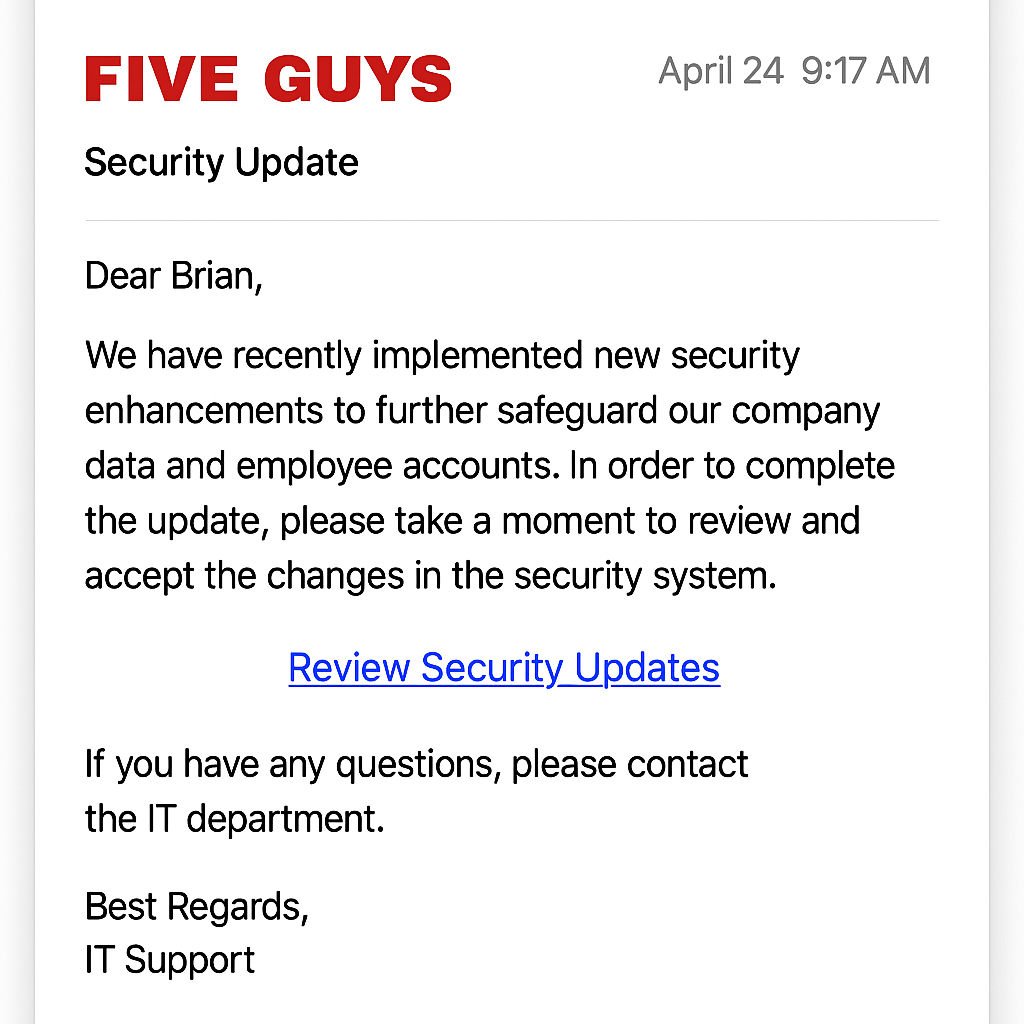 FIVE GUYS
April 24 9:17 AM
Security Update
Dear Brian,
We have recently implemented new security
enhancements to further safeguard our company
data and employee accounts. In order to complete
the update, please take a moment to review and
accept the changes in the security system.
Review Security Updates
If you have any questions, please contact
the IT department.
Best Regards,
IT Support